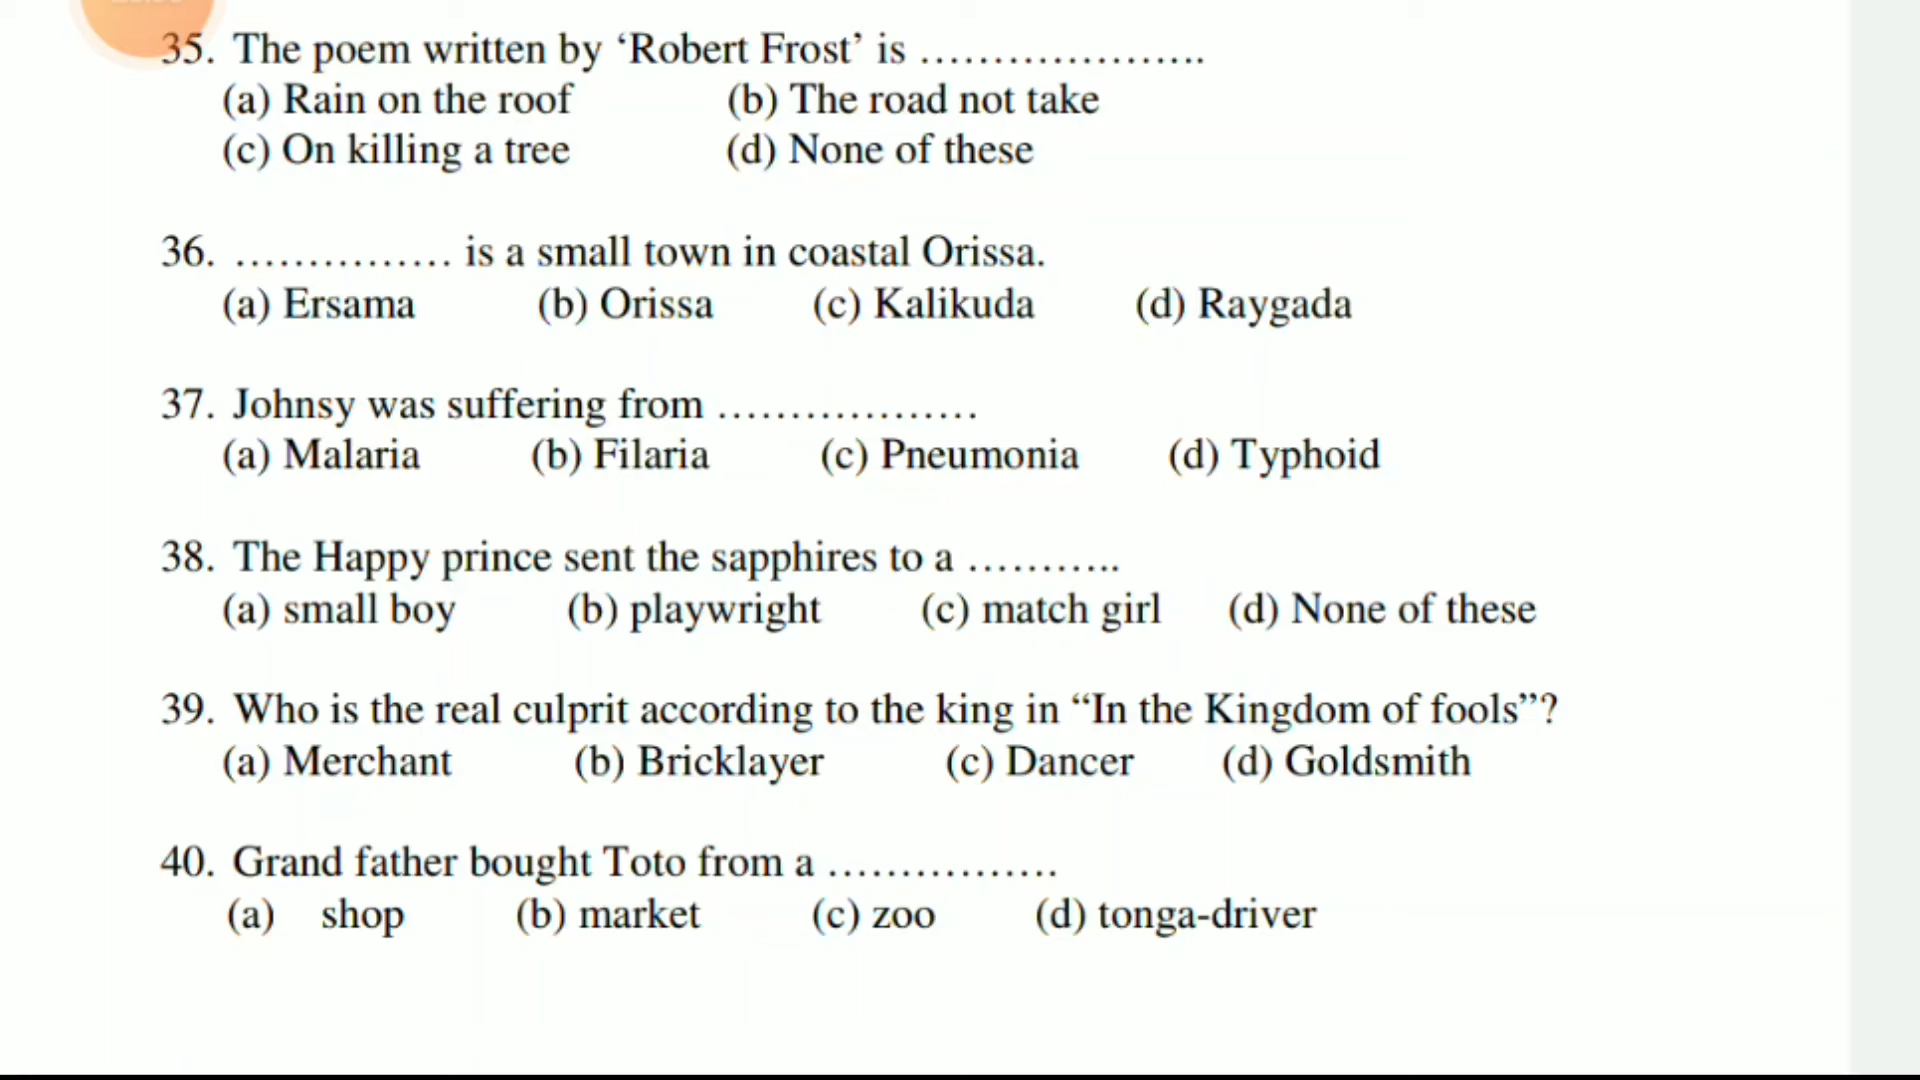 35. The poem written by ‘Robert Frost’ is ....................
(a) Rain on the roof (b) The road not take
(c) On killing a tree (d) None of these
36. ............... is a small town in coastal Orissa.
(a) Ersama (b) Orissa (c) Kalikuda (d) Raygada
37. Johnsy was suffering from ..................
(a) Malaria (b) Filaria (c) Pneumonia (d) Typhoid
38. The Happy prince sent the sapphires to a ...........
(a) small boy (b) playwright (c) match girl (d) None of these
39. Who is the real culprit according to the king in “In the Kingdom of fools”?
(a) Merchant (b) Bricklayer (c) Dancer (d) Goldsmith
40. Grand father bought Toto from a ................
(a) shop (b) market (c) zoo (d) tonga-driver